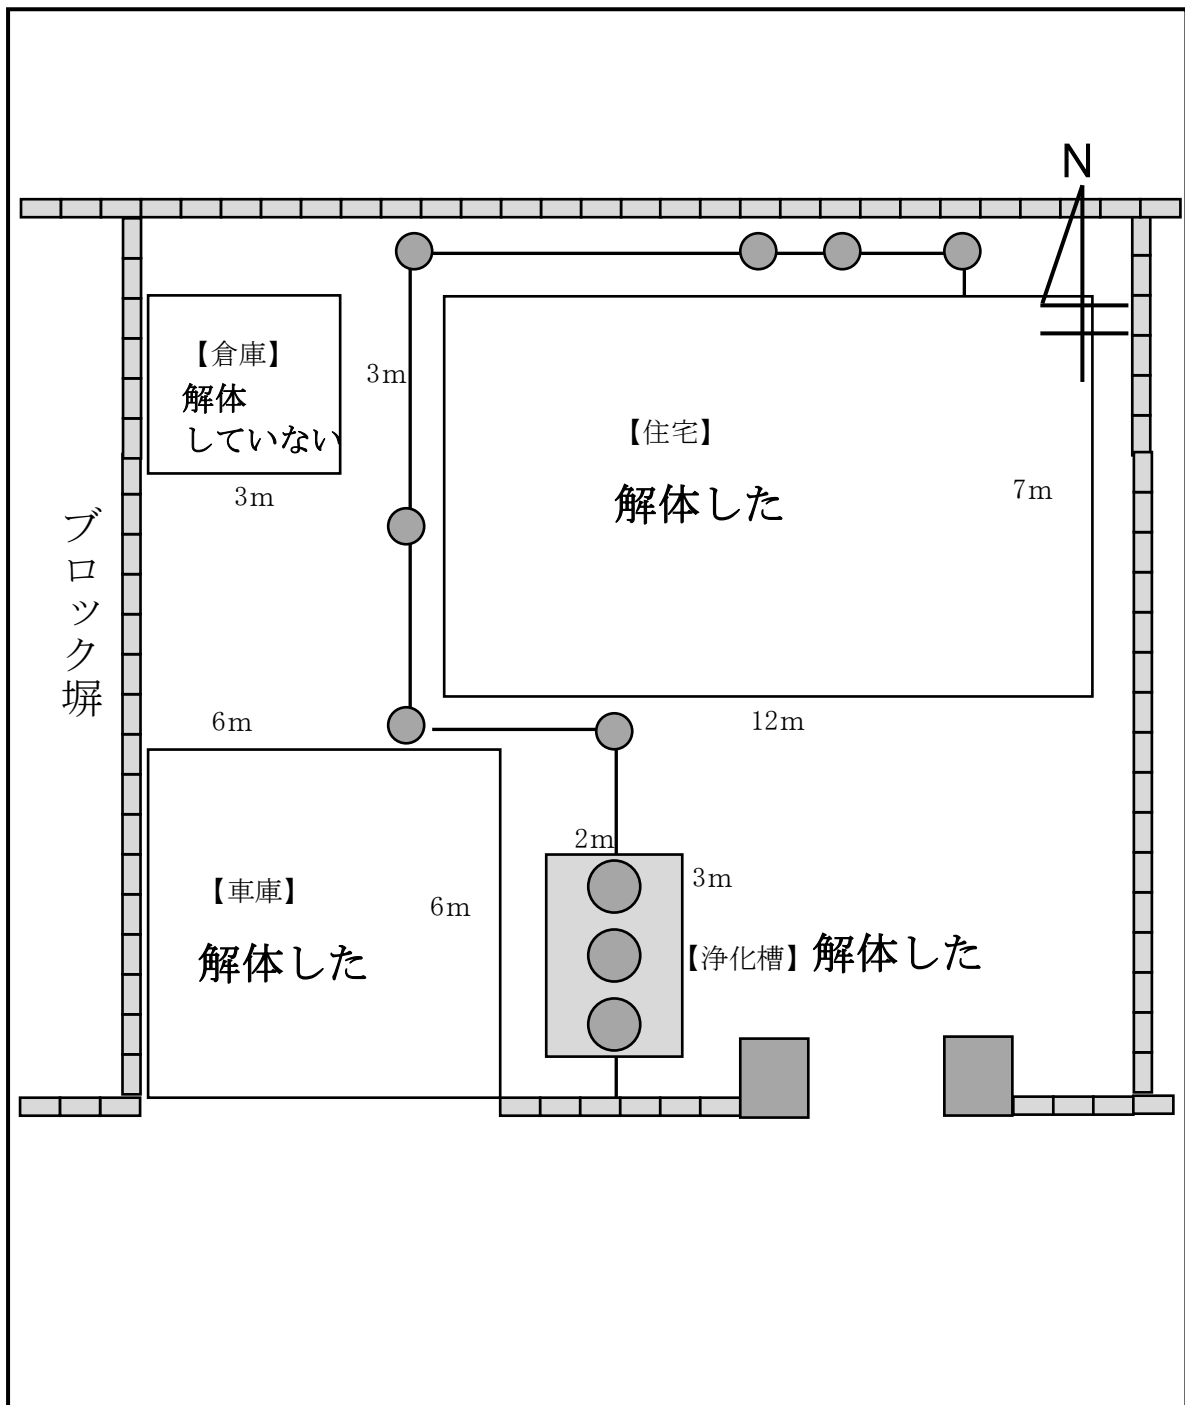 N
【倉庫】
解体
していない
3m
3m
【住宅】
解体した
7m
12m
ブロック塀
6m
【車庫】
解体した
6m
2m
3m
【浄化槽】解体した